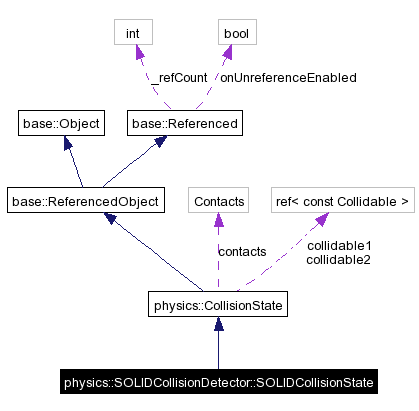 int
bool
_refCount
onUnreferenceEnabled
base::Object
base::Referenced
base::ReferencedObject
Contacts
ref< const Collidable >
contacts
collidable1
collidable2
physics::CollisionState
physics::SOLIDCollisionDetector::SOLIDCollisionState